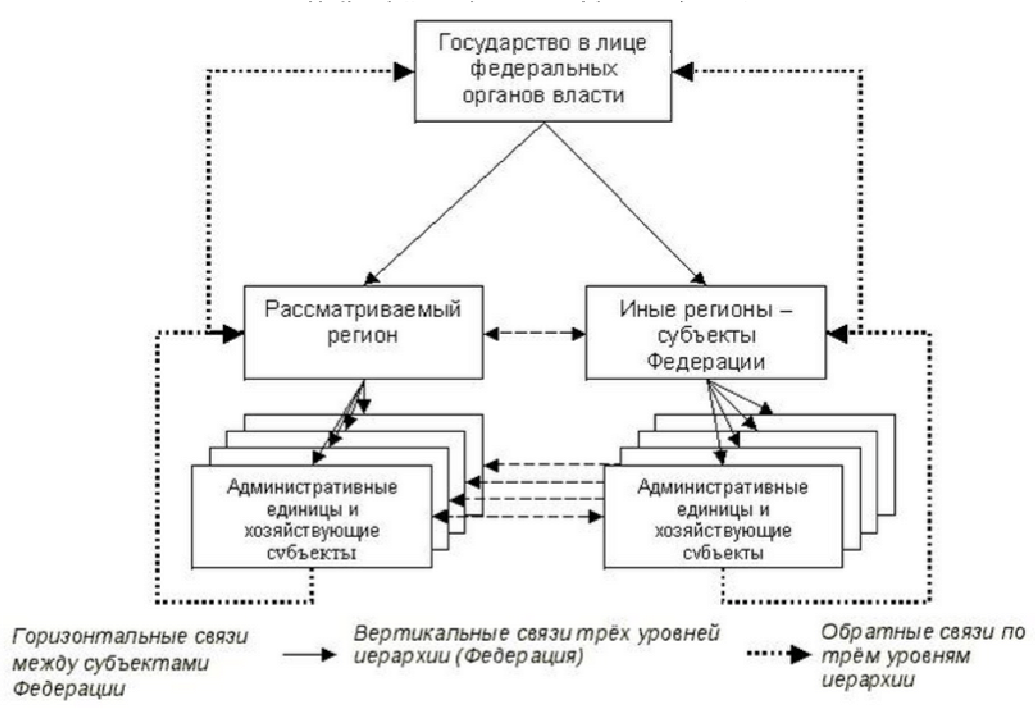 Государство в лице
федеральных
органов власти
Рассматриваемый
регион
Иные регионы –
субъекты
Федерации
Административные
единицы и
хозяйствующие
субъекты
Административные
единицы и
хозяйствующие
субъекты
Горизонтальные связи
между субъектами
Федерации
Вертикальные связи трёх уровней
иерархии (Федерация)
Обратные связи по
трём уровням
иерархии